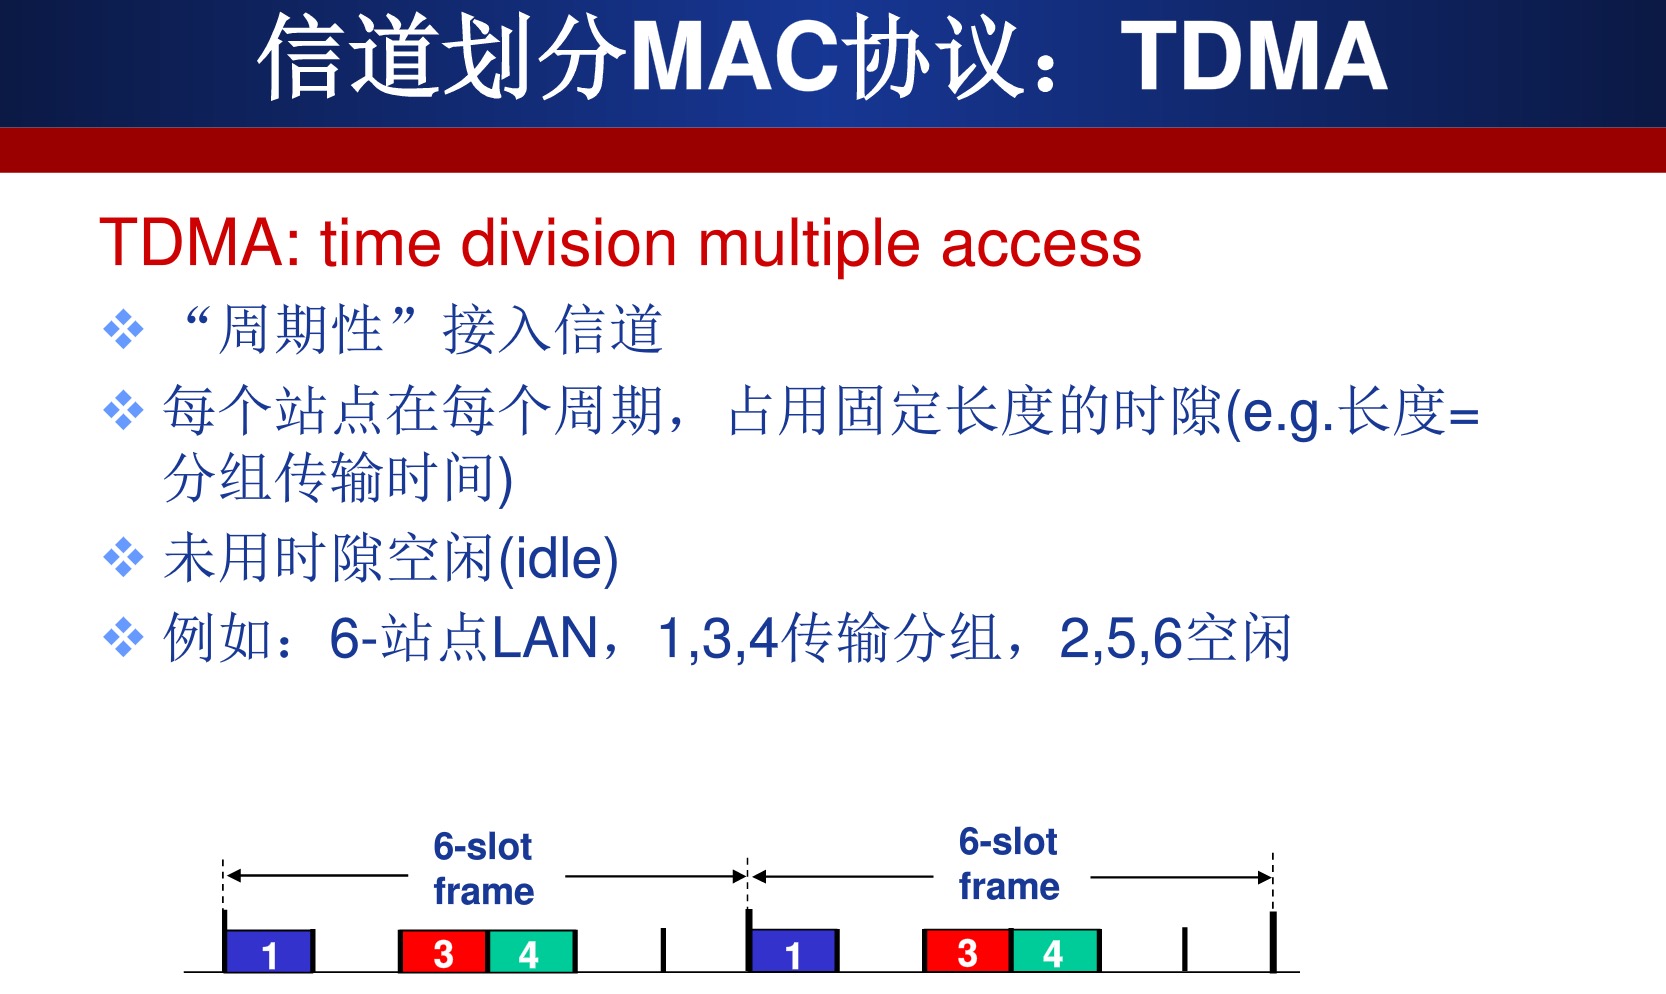 信道划分MAC协议：TDMA
TDMA: time division multiple access
“周期性”接入信道
每个站点在每个周期，占用固定长度的时隙(e.g.长度=
分组传输时间)
未用时隙空闲(idle)
例如：6-站点LAN，1,3,4传输分组，2,5,6空闲
6-slot
frame
6-slot
frame
1 3 4 1 3 4